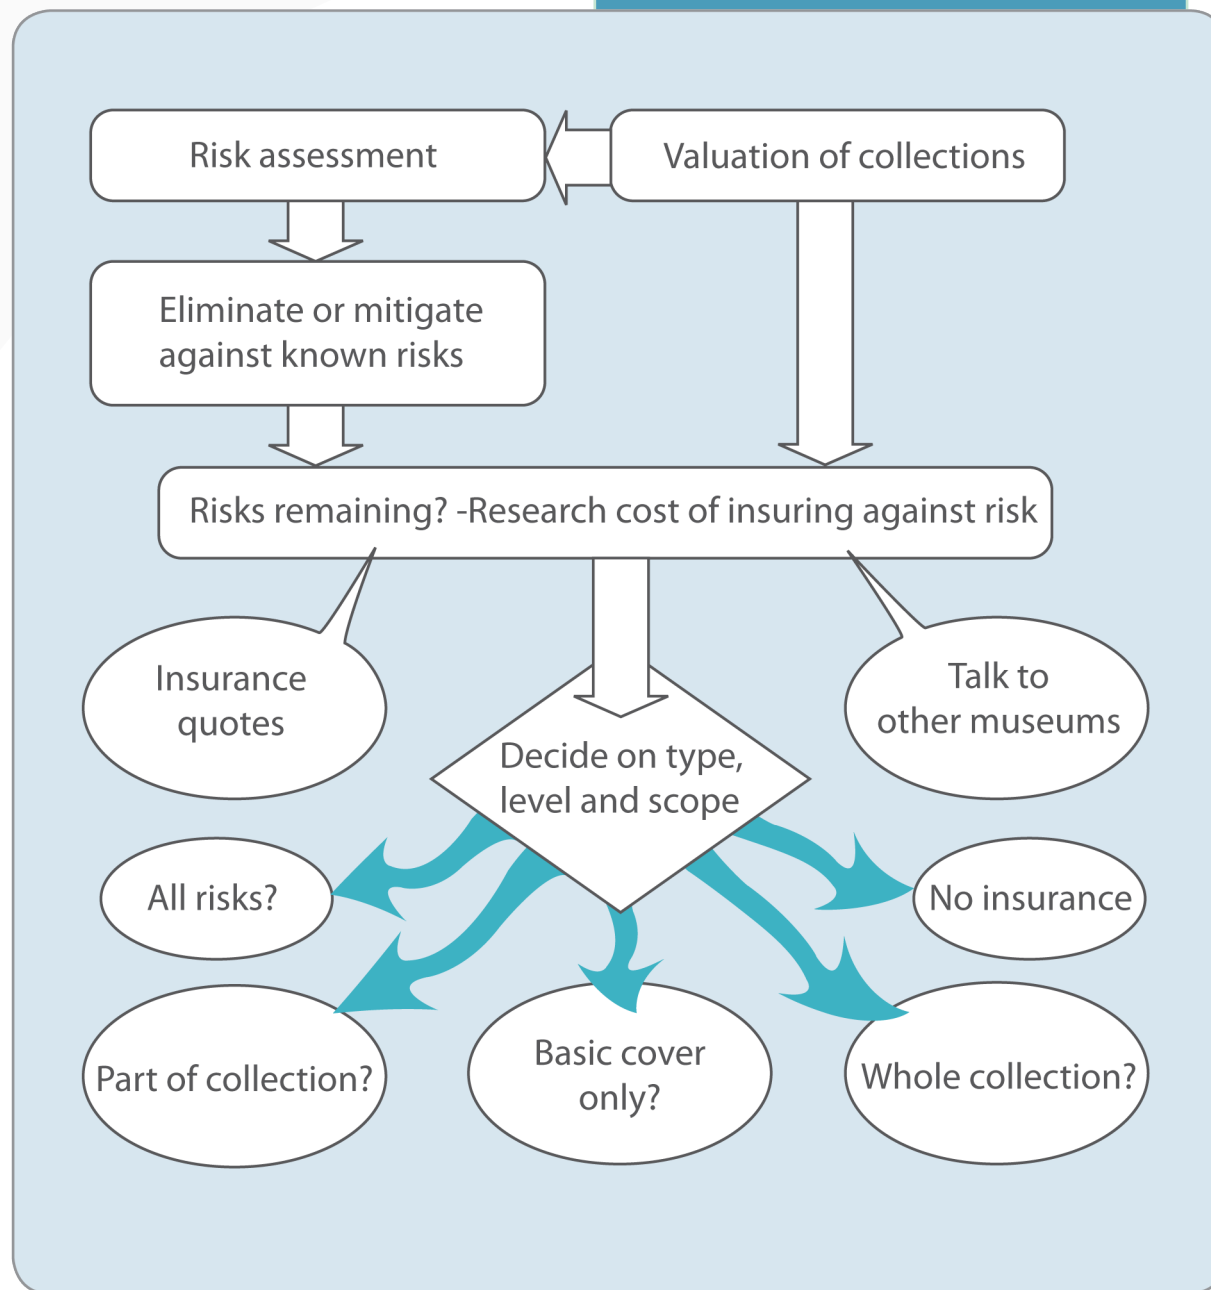 Risk assessment
Valuation of collections
Eliminate or mitigate
against known risks
Risks remaining? -Research cost of insuring against risk
Insurance
quotes
Talk to
other museums
Decide on type,
level and scope
All risks?
No insurance
Part of collection?
Basic cover
only?
Whole collection?